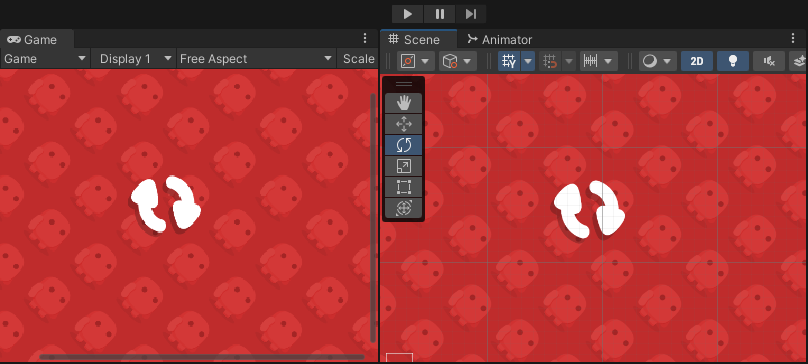 Game
Scene
Animator
Game
Display 1
Free Aspect
Scale
2D